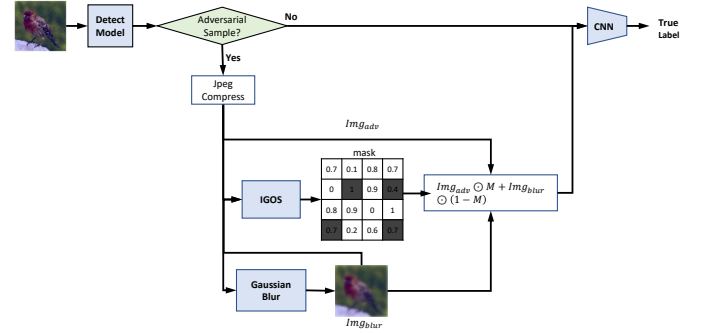 Detect
Model
Adversarial
Sample?
No
CNN
True
Label
Yes
Jpeg
Compress
Img_adv
mask
0.7 0.1 0.8 0.7
0 1 0.9 0.4
0.8 0.9 0 1
0.7 0.2 0.6 0.7
IGOS
Img_adv ⊙ M + Img_blur
⊙ (1 − M)
Gaussian
Blur
Img_blur